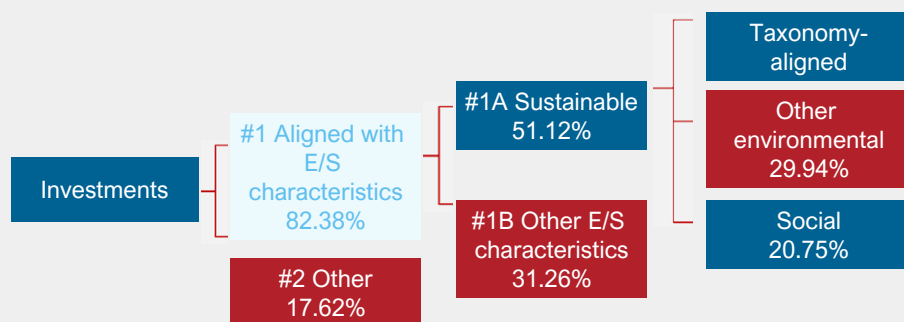 Investments
#1 Aligned with
E/S
characteristics
82.38%
#2 Other
17.62%
#1A Sustainable
51.12%
#1B Other E/S
characteristics
31.26%
Taxonomy-
aligned
Other
environmental
29.94%
Social
20.75%